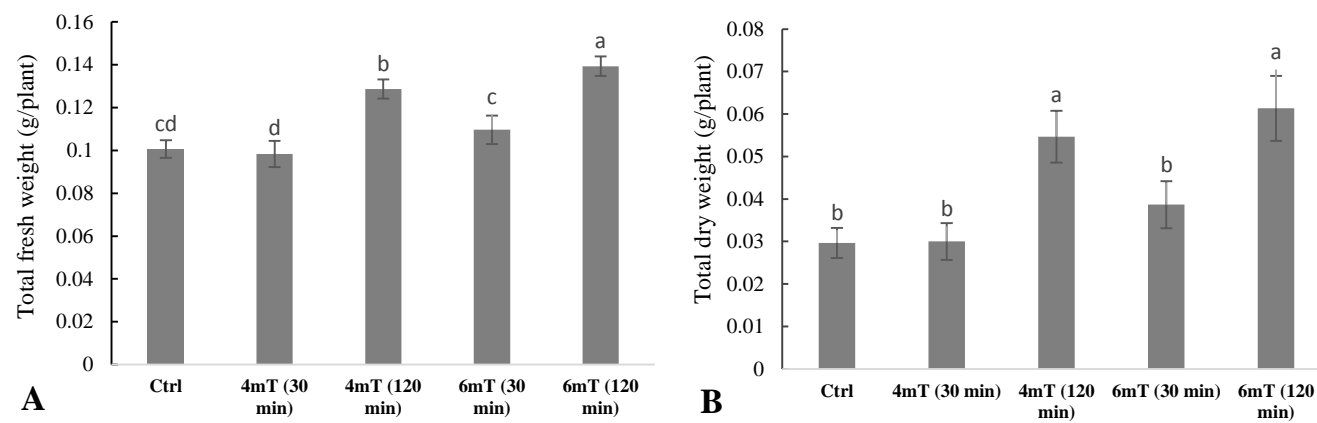 Total fresh weight (g/plant)
0.16
0.14
0.12
0.1
0.08
0.06
0.04
0.02
0
cd
d
b
c
a
Ctrl
4mT (30
min)
4mT (120
min)
6mT (30
min)
6mT (120
min)
A
Total dry weight (g/plant)
0.08
0.07
0.06
0.05
0.04
0.03
0.02
0.01
0
b
b
a
b
a
Ctrl
4mT (30 min)
4mT (120
min)
6mT (30 min)
6mT (120
min)
B